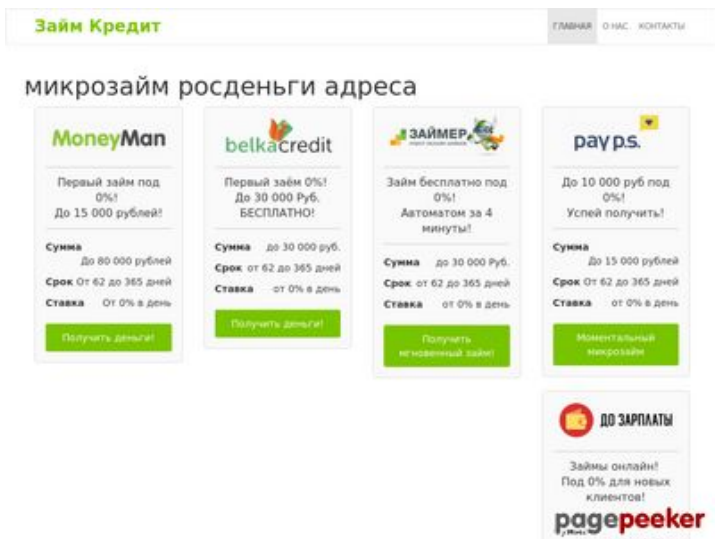 Займ Кредит
ГЛАВНАЯ О НАС КОНТАКТЫ
микрозайм росденьги адреса
MoneyMan
Первый займ под
0%!
До 15 000 рублей!
Сумма
До 80 000 рублей
Срок От 62 до 365 дней
Ставка От 0% в день
Получить деньги!
belkacredit
Первый заём 0%!
До 30 000 Руб.
БЕСПЛАТНО!
Сумма до 30 000 руб.
Срок от 62 до 365 дней
Ставка от 0% в день
Получить деньги!
ЗАЙМЕР
Займ бесплатно под
0%!
Автоматом за 4
минуты!
Сумма до 30 000 Руб.
Срок от 62 до 365 дней
Ставка от 0% в день
Получить
мгновенный займ!
pay p.s.
До 10 000 руб под
0%!
Успей получить!
Сумма
До 15 000 рублей
Срок От 62 до 365 дней
Ставка от 0% в день
Моментальный
микрозайм
ДО ЗАРПЛАТЫ
Займы онлайн!
Под 0% для новых
клиентов!
pagepeeker